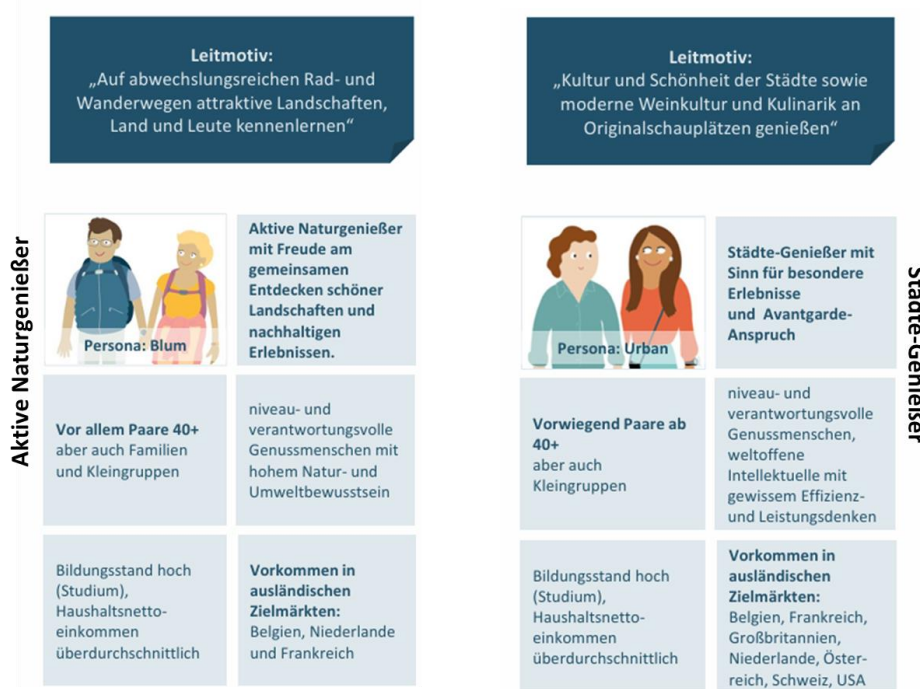 Leitmotiv:
„Auf abwechslungsreichen Rad- und
Wanderwegen attraktive Landschaften,
Land und Leute kennenlernen“
Aktive Naturgenießer
Persona: Blum
Aktive Naturgenießer
mit Freude am
gemeinsamen
Entdecken schöner
Landschaften und
nachhaltigen
Erlebnissen.
Vor allem Paare 40+
aber auch Familien
und Kleingruppen
niveau- und
verantwortungsvolle
Genussmenschen mit
hohem Natur- und
Umweltbewusstsein
Bildungsstand hoch
(Studium),
Haushaltsnetto-
einkommen
überdurchschnittlich
Vorkommen in
ausländischen
Zielmärkten:
Belgien, Niederlande
und Frankreich
Leitmotiv:
„Kultur und Schönheit der Städte sowie
moderne Weinkultur und Kulinarik an
Originalschauplätzen genießen“
Persona: Urban
Städte-Genießer mit
Sinn für besondere
Erlebnisse
und Avantgarde-
Anspruch
Vorwiegend Paare ab
40+
aber auch
Kleingruppen
niveau- und
verantwortungsvolle
Genussmenschen,
weltoffene
Intellektuelle mit
gewissem Effizienz-
und Leistungsdenken
Bildungsstand hoch
(Studium),
Haushaltsnetto-
einkommen
überdurchschnittlich
Vorkommen in
ausländischen
Zielmärkten:
Belgien, Frankreich,
Großbritannien,
Niederlande, Öster-
reich, Schweiz, USA
Städte-Genießer